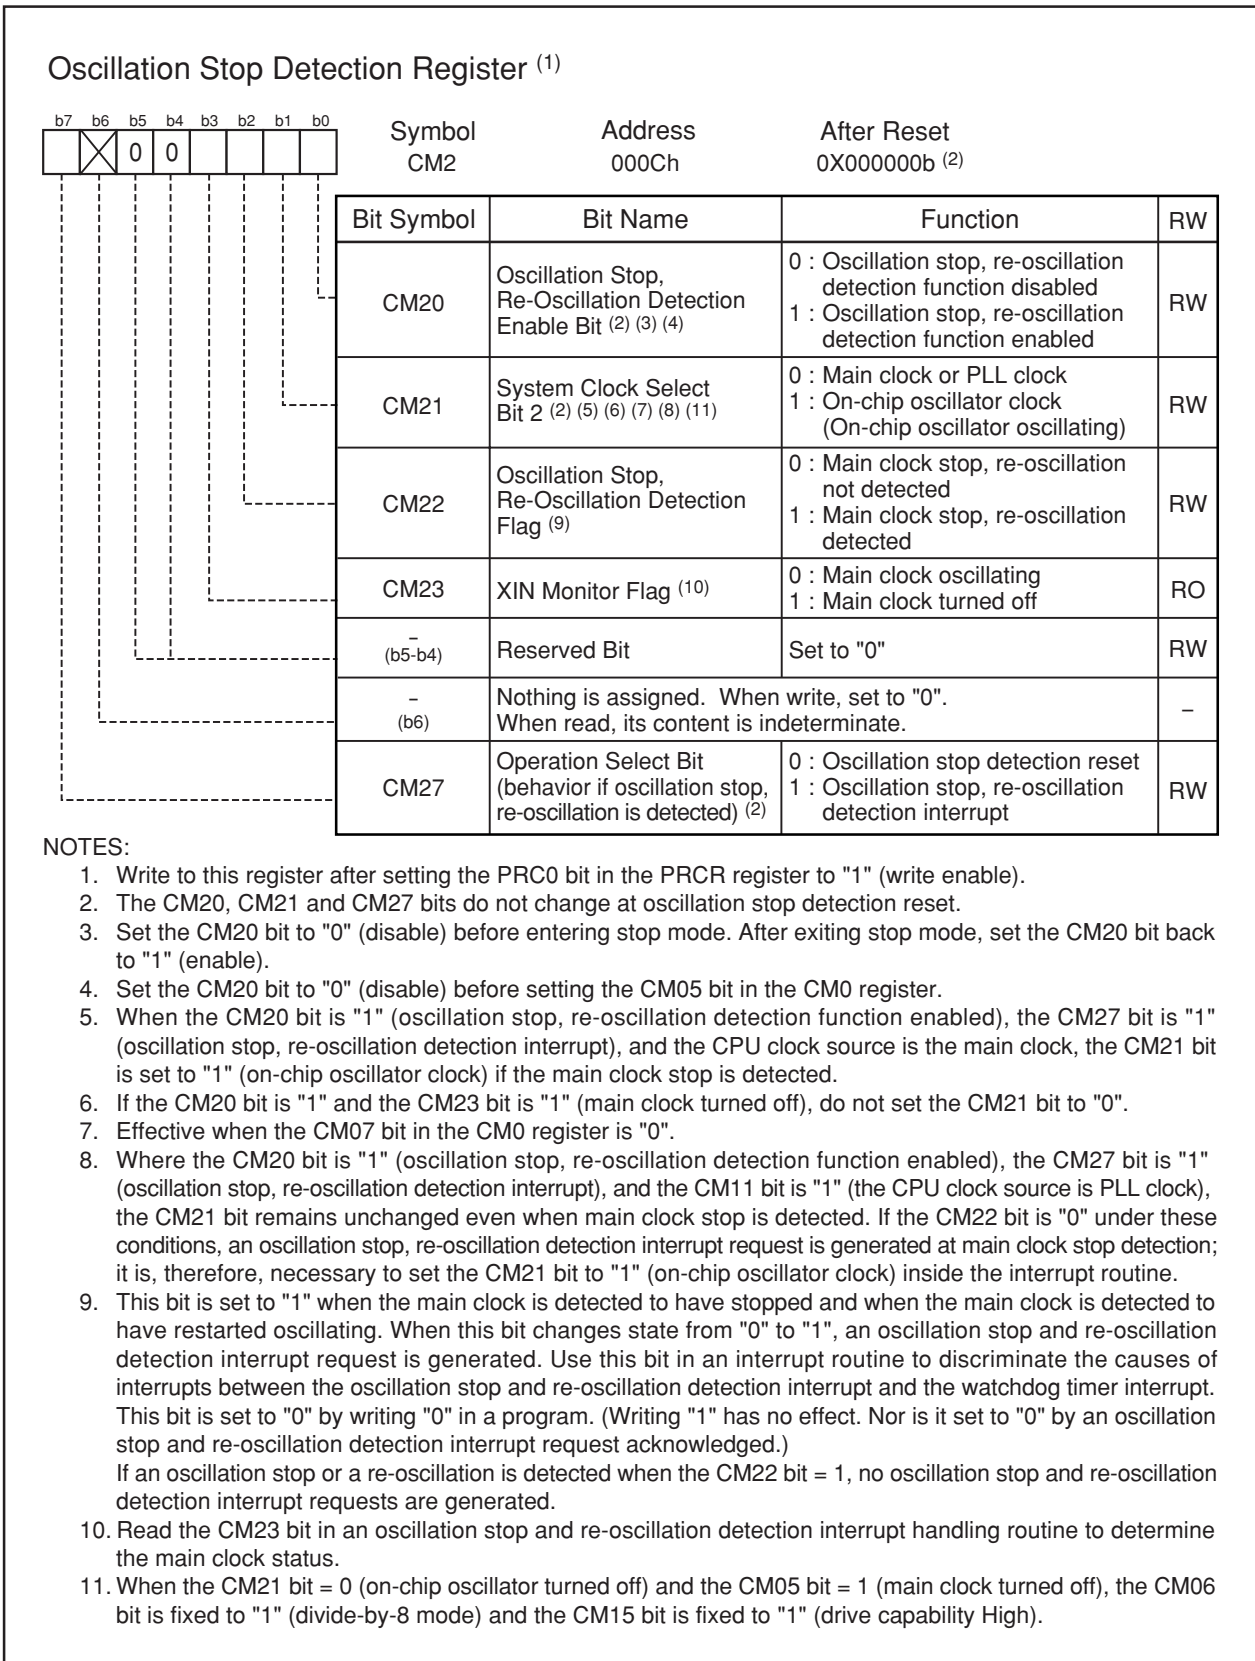 Oscillation Stop Detection Register (1)
b7 b6 b5 b4 b3 b2 b1 b0
0 0
Symbol Address After Reset
CM2 000Ch 0X000000b (2)
Bit Symbol Bit Name Function RW
CM20
Oscillation Stop,
Re-Oscillation Detection
Enable Bit (2) (3) (4)
0 : Oscillation stop, re-oscillation
detection function disabled
1 : Oscillation stop, re-oscillation
detection function enabled
RW
CM21
System Clock Select
Bit 2 (2) (5) (6) (7) (8) (11)
0 : Main clock or PLL clock
1 : On-chip oscillator clock
(On-chip oscillator oscillating)
RW
CM22
Oscillation Stop,
Re-Oscillation Detection
Flag (9)
0 : Main clock stop, re-oscillation
not detected
1 : Main clock stop, re-oscillation
detected
RW
CM23
XIN Monitor Flag (10)
0 : Main clock oscillating
1 : Main clock turned off
RO
–
(b5-b4)
Reserved Bit
Set to "0"
RW
–
(b6)
Nothing is assigned. When write, set to "0".
When read, its content is indeterminate.
–
CM27
Operation Select Bit
(behavior if oscillation stop,
re-oscillation is detected) (2)
0 : Oscillation stop detection reset
1 : Oscillation stop, re-oscillation
detection interrupt
RW
NOTES:
1. Write to this register after setting the PRC0 bit in the PRCR register to "1" (write enable).
2. The CM20, CM21 and CM27 bits do not change at oscillation stop detection reset.
3. Set the CM20 bit to "0" (disable) before entering stop mode. After exiting stop mode, set the CM20 bit back
to "1" (enable).
4. Set the CM20 bit to "0" (disable) before setting the CM05 bit in the CM0 register.
5. When the CM20 bit is "1" (oscillation stop, re-oscillation detection function enabled), the CM27 bit is "1"
(oscillation stop, re-oscillation detection interrupt), and the CPU clock source is the main clock, the CM21 bit
is set to "1" (on-chip oscillator clock) if the main clock stop is detected.
6. If the CM20 bit is "1" and the CM23 bit is "1" (main clock turned off), do not set the CM21 bit to "0".
7. Effective when the CM07 bit in the CM0 register is "0".
8. Where the CM20 bit is "1" (oscillation stop, re-oscillation detection function enabled), the CM27 bit is "1"
(oscillation stop, re-oscillation detection interrupt), and the CM11 bit is "1" (the CPU clock source is PLL clock),
the CM21 bit remains unchanged even when main clock stop is detected. If the CM22 bit is "0" under these
conditions, an oscillation stop, re-oscillation detection interrupt request is generated at main clock stop detection;
it is, therefore, necessary to set the CM21 bit to "1" (on-chip oscillator clock) inside the interrupt routine.
9. This bit is set to "1" when the main clock is detected to have stopped and when the main clock is detected to
have restarted oscillating. When this bit changes state from "0" to "1", an oscillation stop and re-oscillation
detection interrupt request is generated. Use this bit in an interrupt routine to discriminate the causes of
interrupts between the oscillation stop and re-oscillation detection interrupt and the watchdog timer interrupt.
This bit is set to "0" by writing "0" in a program. (Writing "1" has no effect. Nor is it set to "0" by an oscillation
stop and re-oscillation detection interrupt request acknowledged.)
If an oscillation stop or a re-oscillation is detected when the CM22 bit = 1, no oscillation stop and re-oscillation
detection interrupt requests are generated.
10. Read the CM23 bit in an oscillation stop and re-oscillation detection interrupt handling routine to determine
the main clock status.
11. When the CM21 bit = 0 (on-chip oscillator turned off) and the CM05 bit = 1 (main clock turned off), the CM06
bit is fixed to "1" (divide-by-8 mode) and the CM15 bit is fixed to "1" (drive capability High).